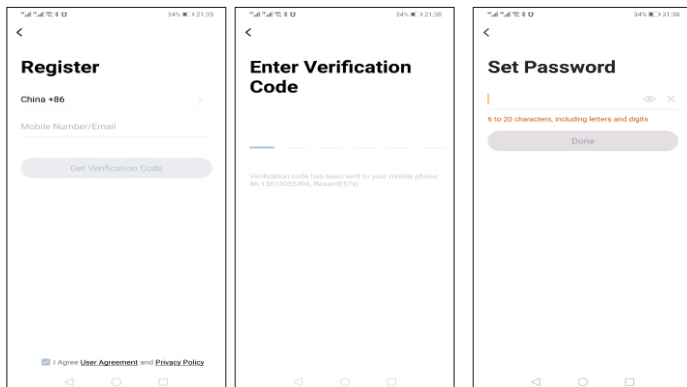 34% 21:35
Register
China +86
Mobile Number/Email
Get Verification Code
I Agree User Agreement and Privacy Policy
34% 21:38
Enter Verification
Code
Verification code has been sent to your mobile phone:
86-13613055496, Resend(57s)
34% 21:38
Set Password
6 to 20 characters, including letters and digits
Done